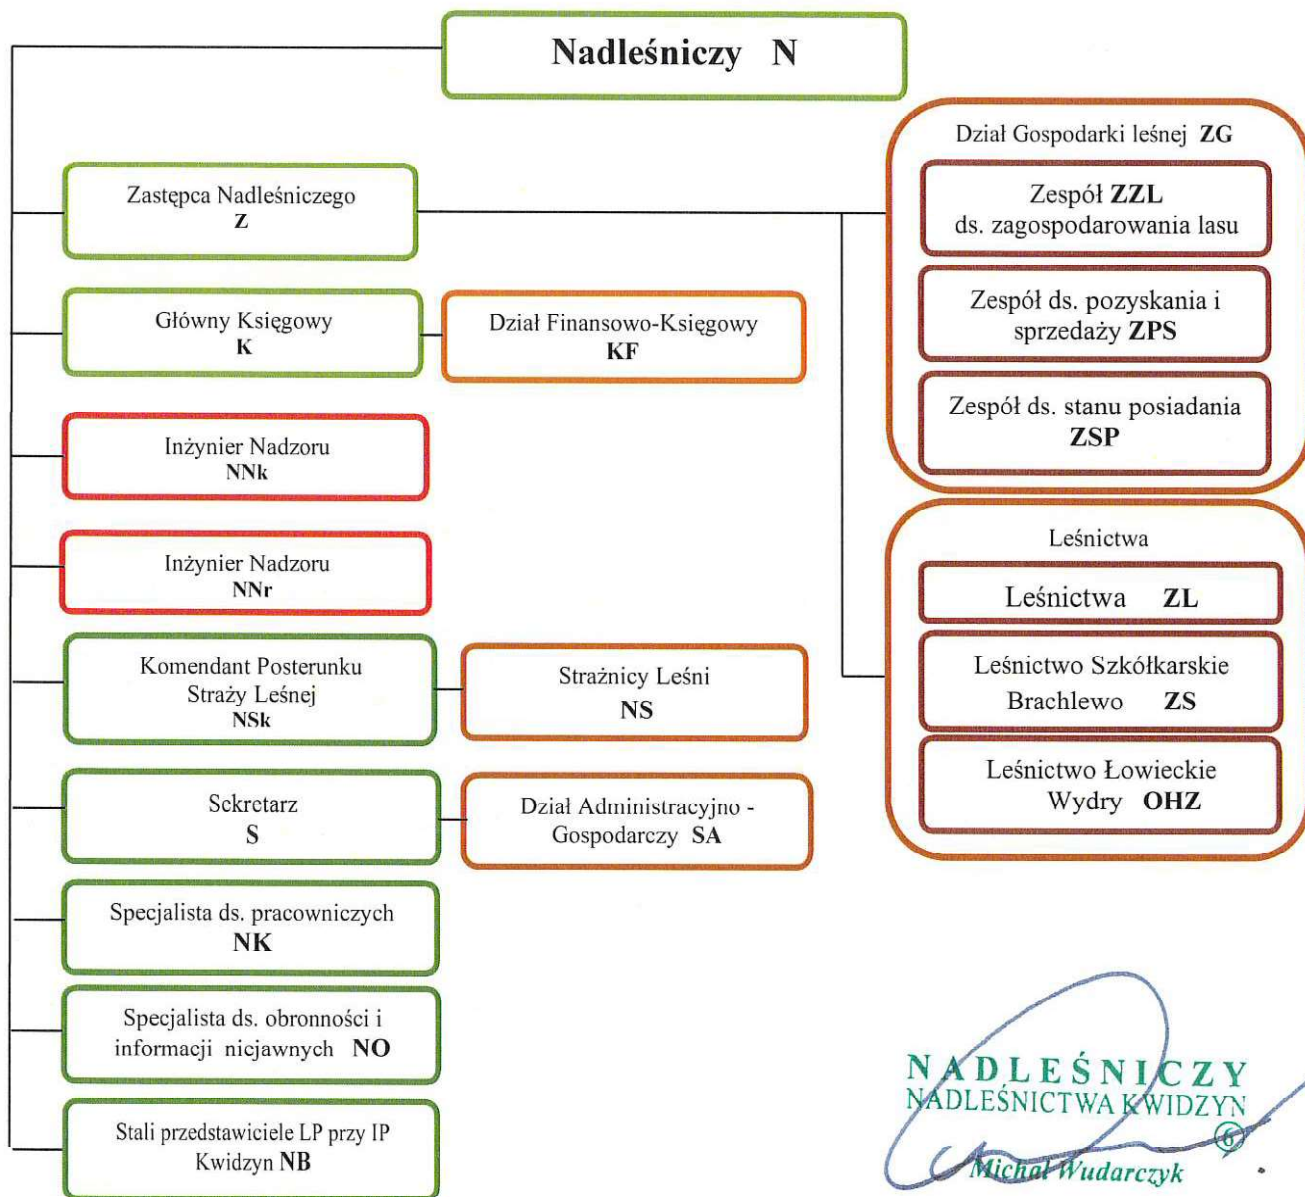 Nadleśniczy N
Dział Gospodarki leśnej ZG
Zespół ZZL
ds. zagospodarowania lasu
Zespół ds. pozyskania i
sprzedaży ZPS
Zespół ds. stanu posiadania
ZSP
Zastępca Nadleśniczego
Z
Główny Księgowy
K
Dział Finansowo-Księgowy
KF
Inżynier Nadzoru
NNk
Inżynier Nadzoru
NNr
Leśnictwa
Leśnictwa ZL
Leśnictwo Szkółkarskie
Brachlewo ZS
Leśnictwo Łowieckie
Wydry OHZ
Komendant Posterunku
Straży Leśnej
NSk
Strażnicy Leśni
NS
Sekretarz
S
Dział Administracyjno -
Gospodarczy SA
Specjalista ds. pracowniczych
NK
Specjalista ds. obronności i
informacji niejawnych NO
Stali przedstawiciele LP przy IP
Kwidzyn NB
NADLEŚNICZY
NADLEŚNICTWA KWIDZYN
6
Michał Wudarczyk